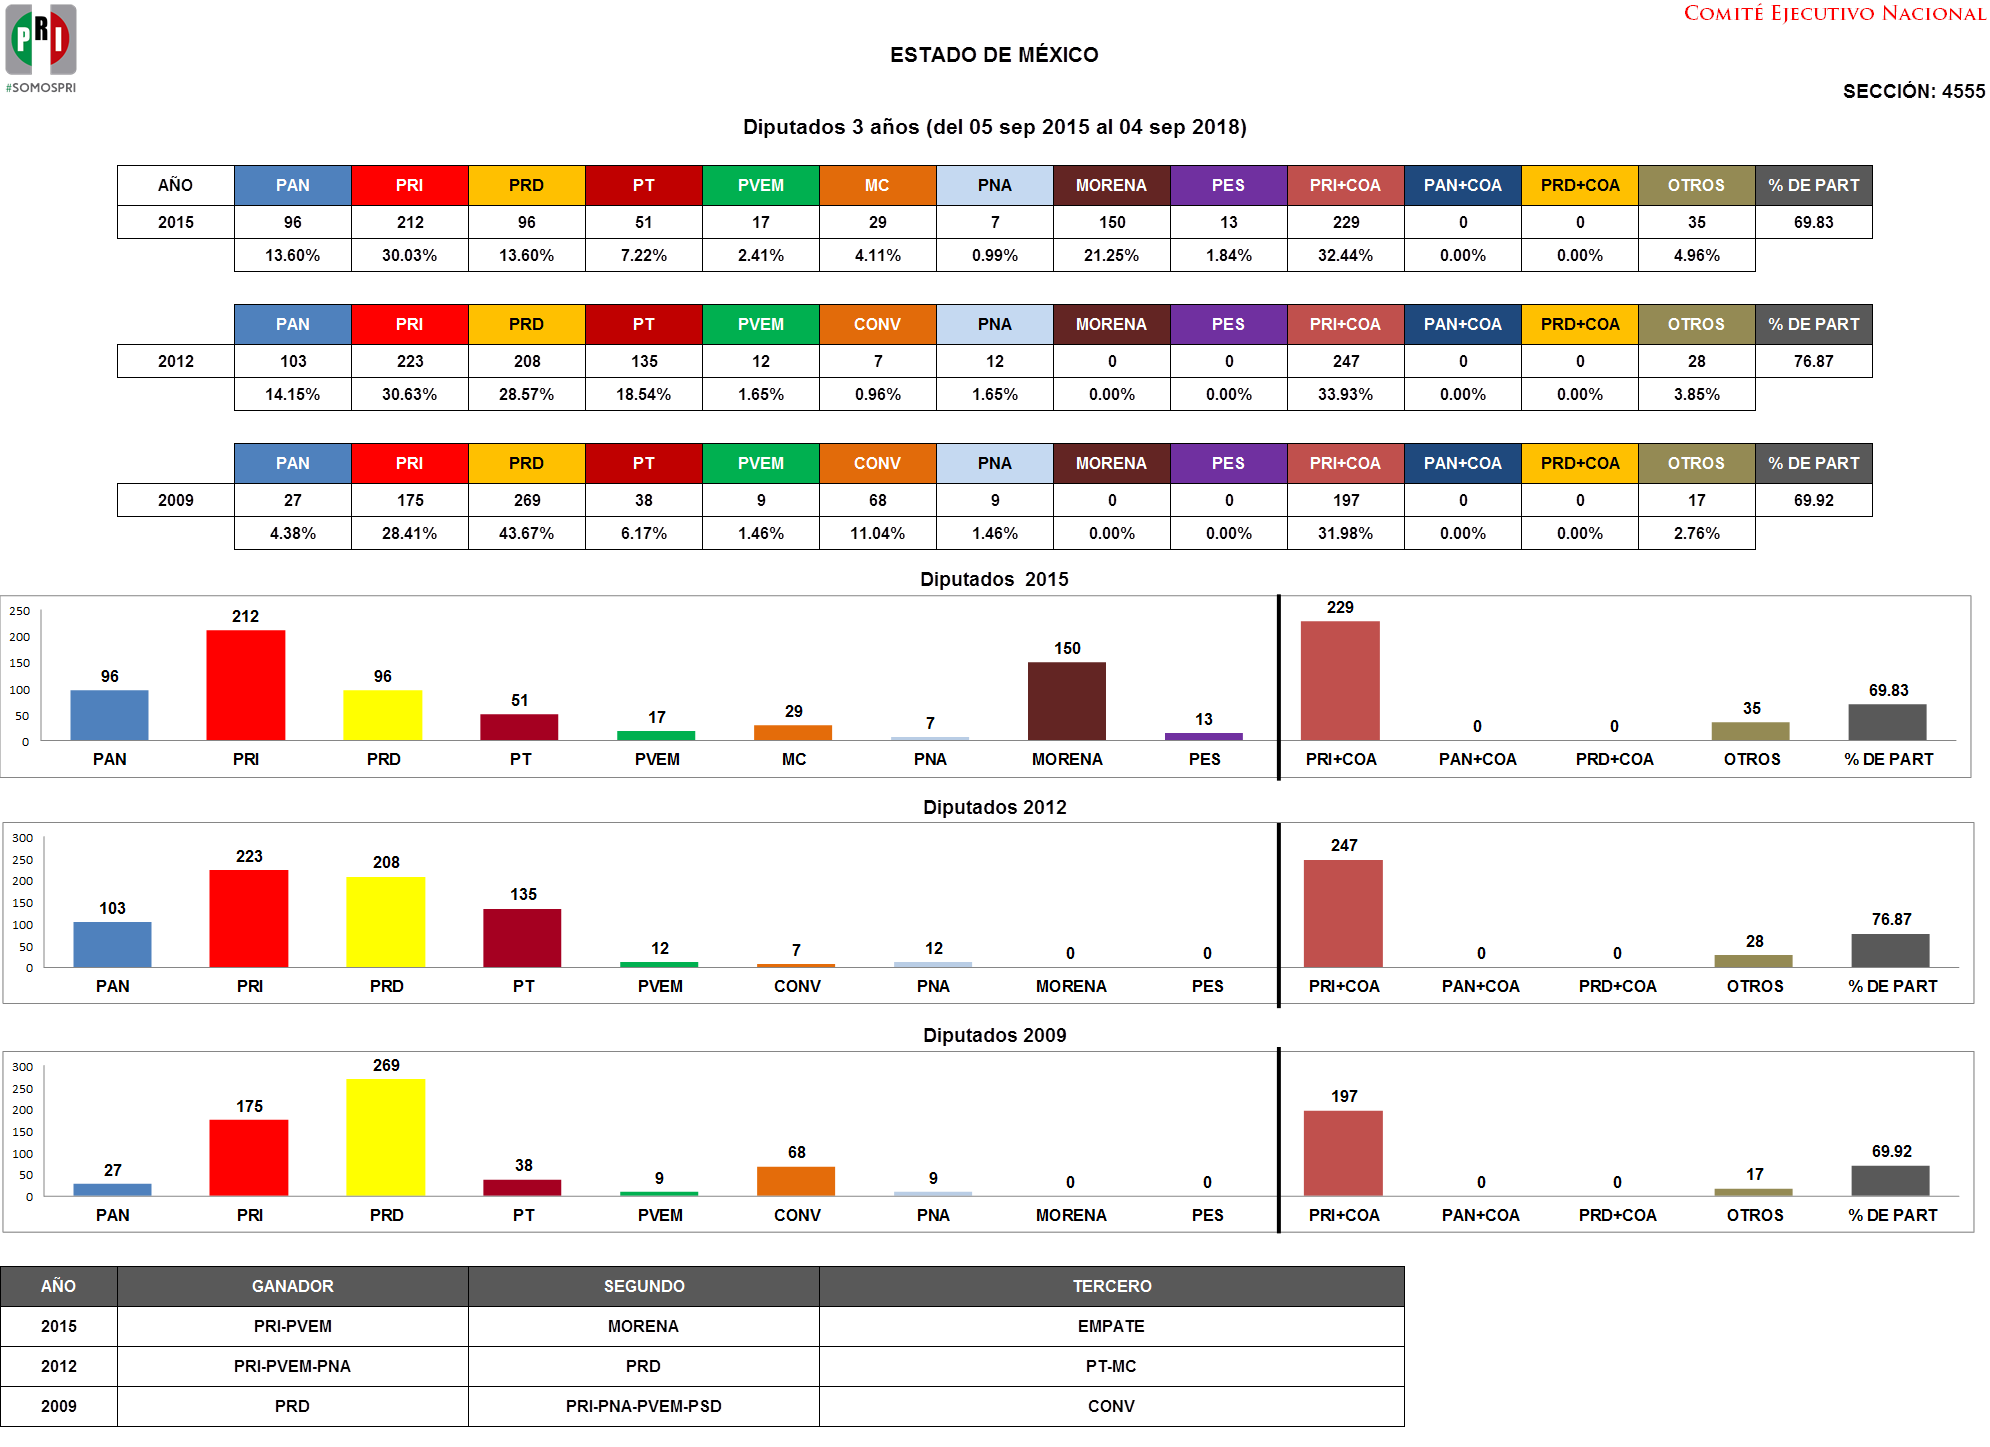 PRI
#SOMOSPRI
COMITÉ EJECUTIVO NACIONAL
ESTADO DE MÉXICO
SECCIÓN: 4555
Diputados 3 años (del 05 sep 2015 al 04 sep 2018)
AÑO PAN PRI PRD PT PVEM MC PNA MORENA PES PRI+COA PAN+COA PRD+COA OTROS % DE PART
2015 96 212 96 51 17 29 7 150 13 229 0 0 35 69.83
13.60% 30.03% 13.60% 7.22% 2.41% 4.11% 0.99% 21.25% 1.84% 32.44% 0.00% 0.00% 4.96%
PAN PRI PRD PT PVEM CONV PNA MORENA PES PRI+COA PAN+COA PRD+COA OTROS % DE PART
2012 103 223 208 135 12 7 12 0 0 247 0 0 28 76.87
14.15% 30.63% 28.57% 18.54% 1.65% 0.96% 1.65% 0.00% 0.00% 33.93% 0.00% 0.00% 3.85%
PAN PRI PRD PT PVEM CONV PNA MORENA PES PRI+COA PAN+COA PRD+COA OTROS % DE PART
2009 27 175 269 38 9 68 9 0 0 197 0 0 17 69.92
4.38% 28.41% 43.67% 6.17% 1.46% 11.04% 1.46% 0.00% 0.00% 31.98% 0.00% 0.00% 2.76%
Diputados 2015
250
200
150
100
50
0
96 212 96 51 17 29 7 150 13 229 0 0 35 69.83
PAN PRI PRD PT PVEM MC PNA MORENA PES PRI+COA PAN+COA PRD+COA OTROS % DE PART
Diputados 2012
300
250
200
150
100
50
0
103 223 208 135 12 7 12 0 0 247 0 0 28 76.87
PAN PRI PRD PT PVEM CONV PNA MORENA PES PRI+COA PAN+COA PRD+COA OTROS % DE PART
Diputados 2009
300
250
200
150
100
50
0
27 175 269 38 9 68 9 0 0 197 0 0 17 69.92
PAN PRI PRD PT PVEM CONV PNA MORENA PES PRI+COA PAN+COA PRD+COA OTROS % DE PART
AÑO GANADOR SEGUNDO TERCERO
2015 PRI-PVEM MORENA EMPATE
2012 PRI-PVEM-PNA PRD PT-MC
2009 PRD PRI-PNA-PVEM-PSD CONV